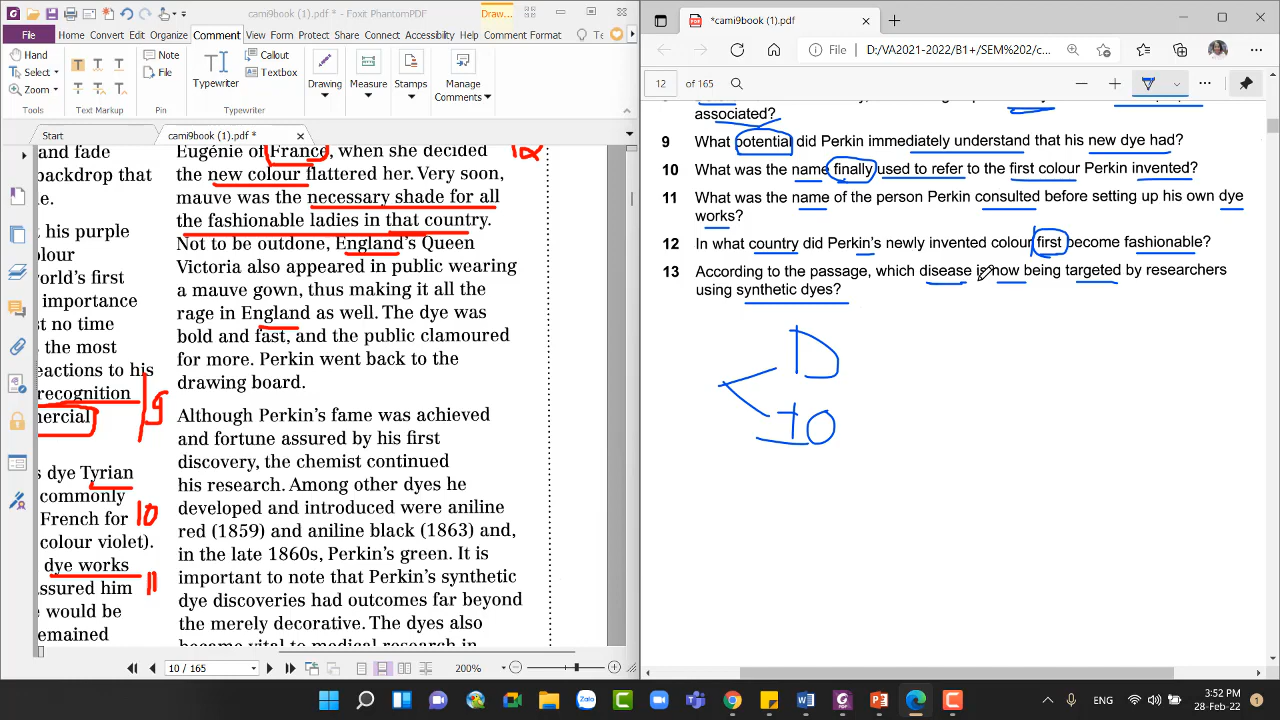 *cami9book (1).pdf - Foxit PhantomPDF
Draw...
File Home Convert Edit Organize Comment View Form Protect Share Connect Accessibility Help Comment Format
Hand
Select
Zoom
Tools
Text Markup
Note
File
Pin
Typewriter
Callout
Textbox
Typewriter
Drawing
Measure
Stamps
Manage
Comments
Start
cami9book (1).pdf *
and fade
backdrop that
his purple
world's first
importance
no time
the most
eactions to his
recognition
9
dye Tyrian
commonly
French for
10
colour violet).
dye works
11
ssured him
would be
emained
Eugénie of France, when she decided
12
the new colour flattered her. Very soon,
mauve was the necessary shade for all
the fashionable ladies in that country.
Not to be outdone, England's Queen
Victoria also appeared in public wearing
a mauve gown, thus making it all the
rage in England as well. The dye was
bold and fast, and the public clamoured
for more. Perkin went back to the
drawing board.
Although Perkin's fame was achieved
and fortune assured by his first
discovery, the chemist continued
his research. Among other dyes he
developed and introduced were aniline
red (1859) and aniline black (1863) and,
in the late 1860s, Perkin's green. It is
important to note that Perkin's synthetic
dye discoveries had outcomes far beyond
the merely decorative. The dyes also
became vital to medical research in
10 / 165
200%
*cami9book (1).pdf
File D:/VA2021-2022/B1+/SEM%202/c...
12 of 165
associated?
9 What potential did Perkin immediately understand that his new dye had?
10 What was the name finally used to refer to the first colour Perkin invented?
11 What was the name of the person Perkin consulted before setting up his own dye
works?
12 In what country did Perkin's newly invented colour first become fashionable?
13 According to the passage, which disease is now being targeted by researchers
using synthetic dyes?
D
+O
Zalo
ENG
3:52 PM
28-Feb-22